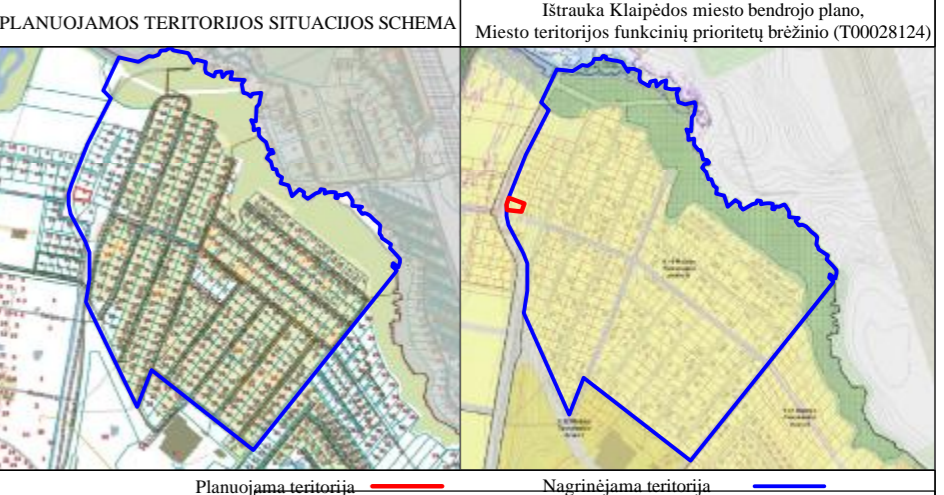 PLANUOJAMOS TERITORIJOS SITUACIJOS SCHEMA
Ištrauka Klaipėdos miesto bendrojo plano,
Miesto teritorijos funkcinių prioritetų brėžinio (T00028124)
Planuojama teritorija
Nagrinėjama teritorija